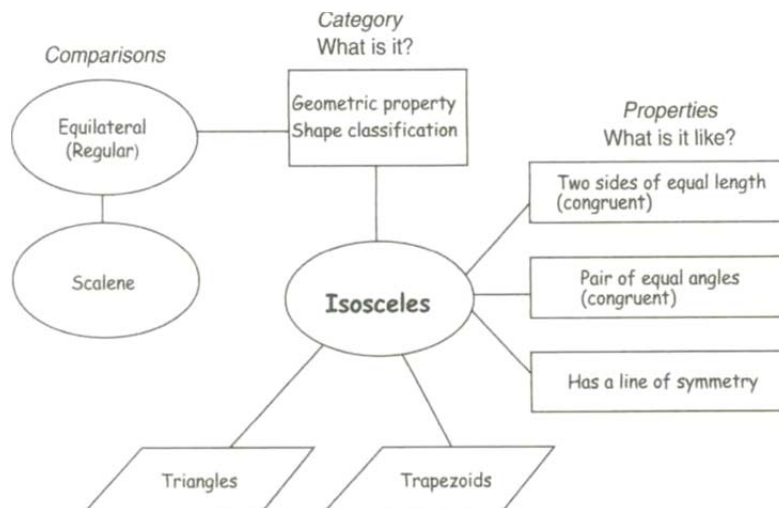 Category
What is it?
Comparisons
Geometric property
Shape classification
Equilateral
(Regular)
Properties
What is it like?
Two sides of equal length
(congruent)
Scalene
Isosceles
Pair of equal angles
(congruent)
Has a line of symmetry
Triangles
Trapezoids